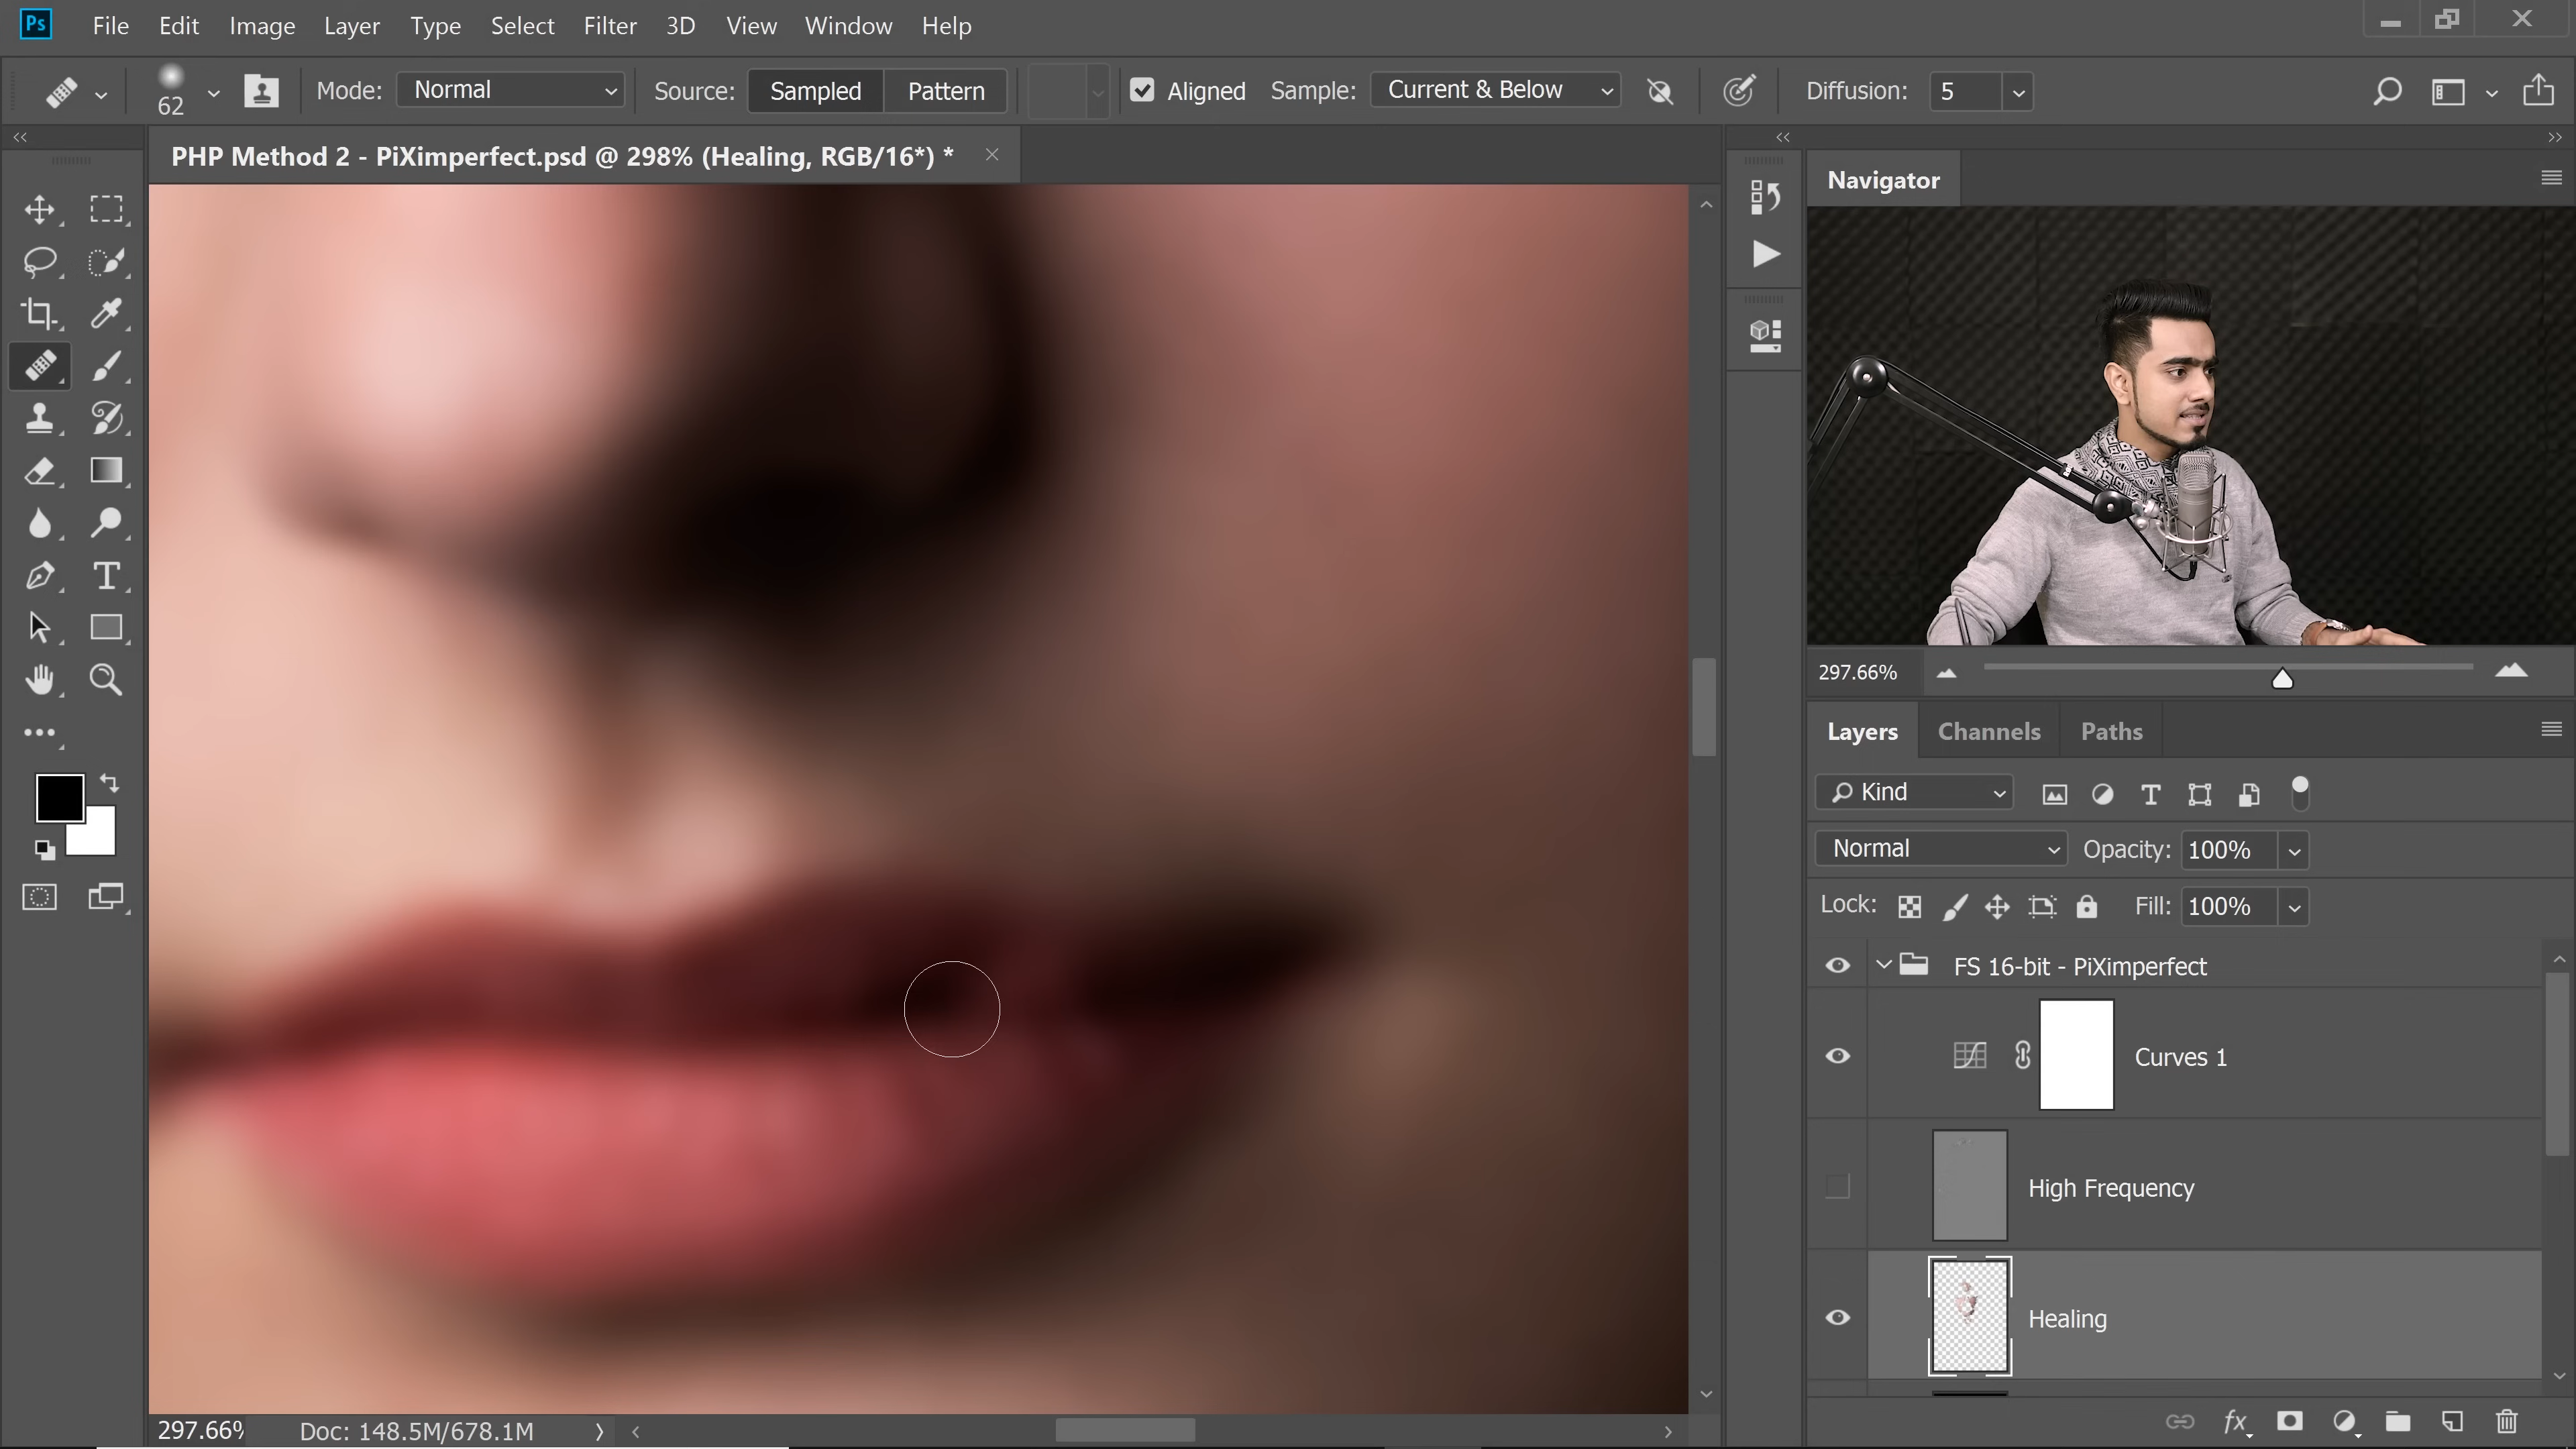 Ps File Edit Image Layer Type Select Filter 3D View Window Help
62 Mode: Normal Source: Sampled Pattern Aligned Sample: Current & Below Diffusion: 5
PHP Method 2 - PiXimperfect.psd @ 298% (Healing, RGB/16*) *
Navigator
297.66%
Layers Channels Paths
Kind
Normal Opacity: 100%
Lock: Fill: 100%
FS 16-bit - PiXimperfect
Curves 1
High Frequency
Healing
297.66% Doc: 148.5M/678.1M
fx